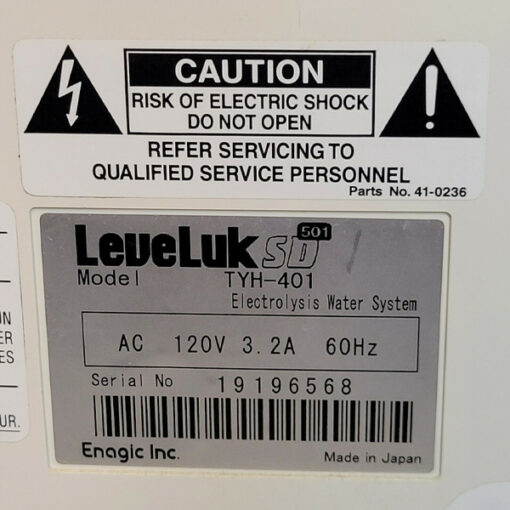 CAUTION
RISK OF ELECTRIC SHOCK
DO NOT OPEN
REFER SERVICING TO
QUALIFIED SERVICE PERSONNEL
Parts No. 41-0236
LeveLuk SD 501
Model TYH-401
Electrolysis Water System
AC 120V 3.2A 60Hz
Serial No 19196568
Enagic Inc.
Made in Japan
UR.